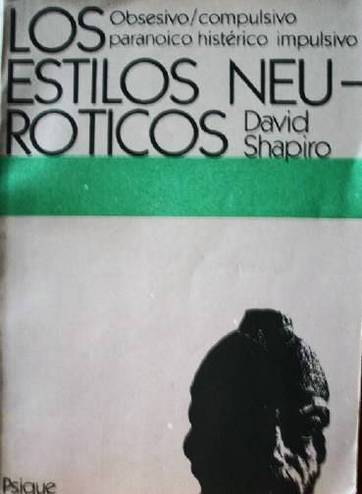 LOS
Obsesivo/compulsivo
paranoico histérico impulsivo
ESTILOS NEU-
ROTICOS
David
Shapiro
Psique